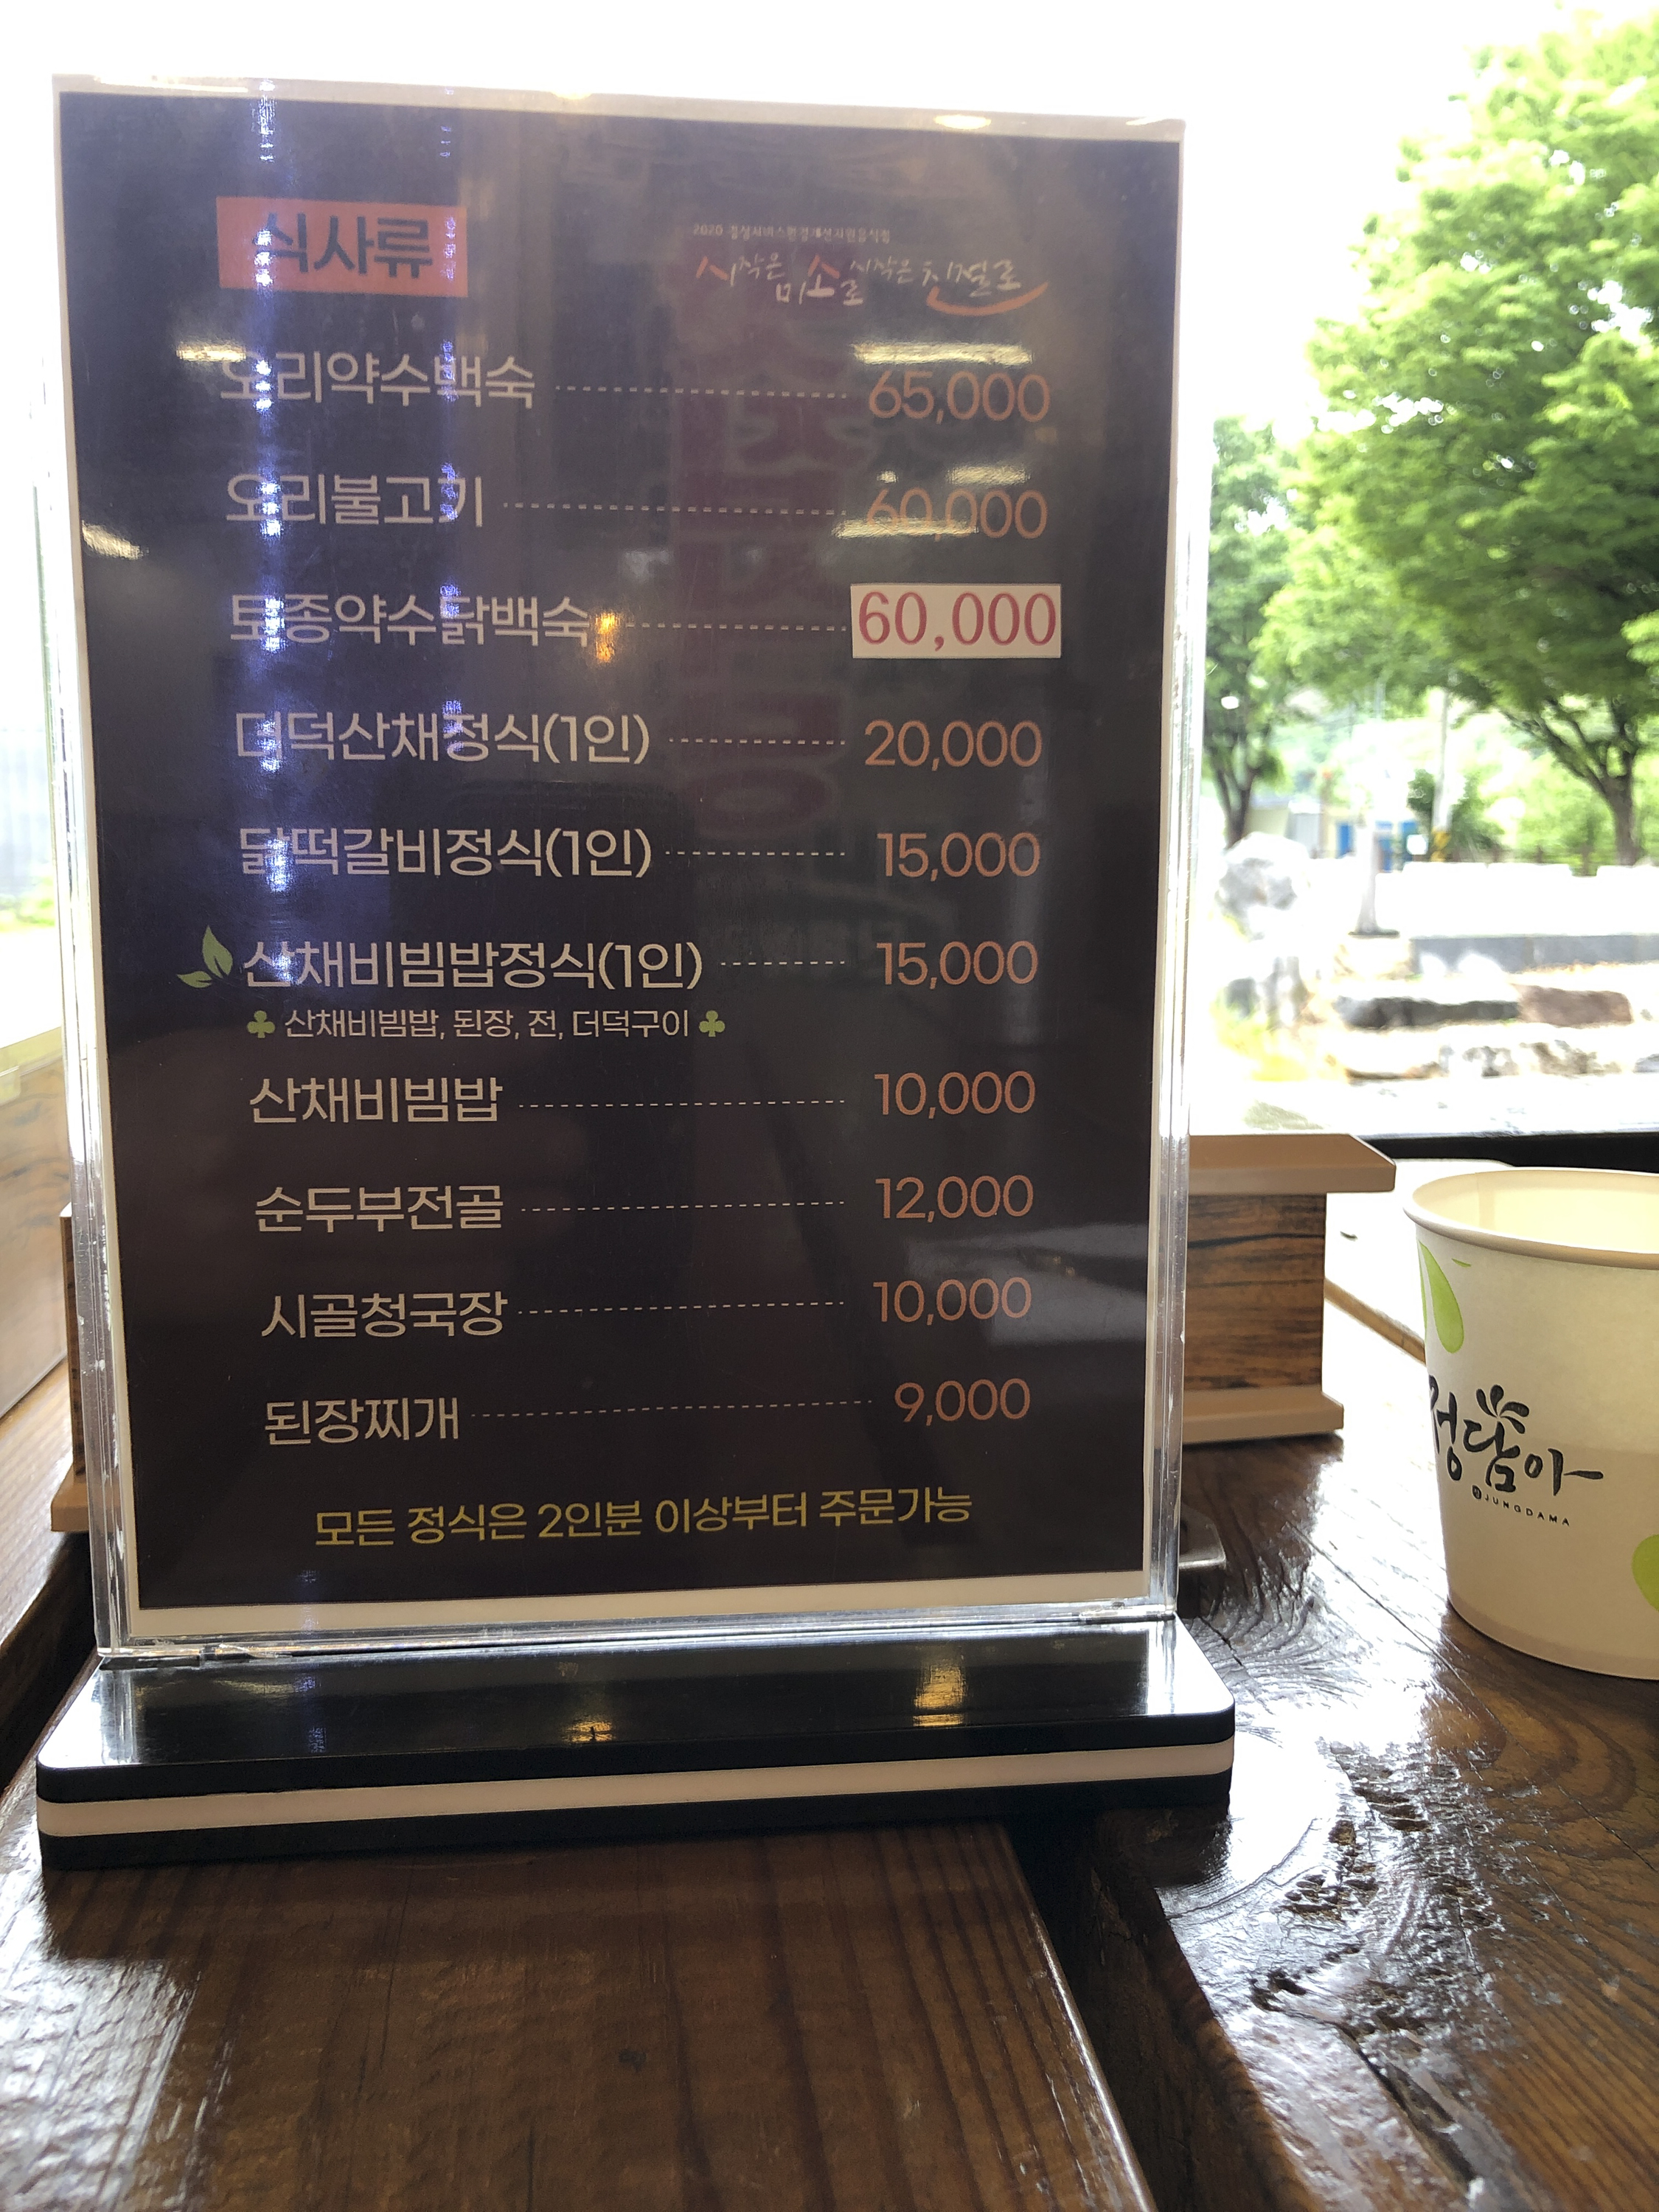 식사류
시작은 미소로 시작은 친절로
오리약수백숙 65,000
오리불고기 60,000
토종약수닭백숙 60,000
더덕산채정식(1인) 20,000
닭떡갈비정식(1인) 15,000
산채비빔밥정식(1인) 15,000
♣ 산채비빔밥, 된장, 전, 더덕구이 ♣
산채비빔밥 10,000
순두부전골 12,000
시골청국장 10,000
된장찌개 9,000
모든 정식은 2인분 이상부터 주문가능
정담아
JUNGDAMA